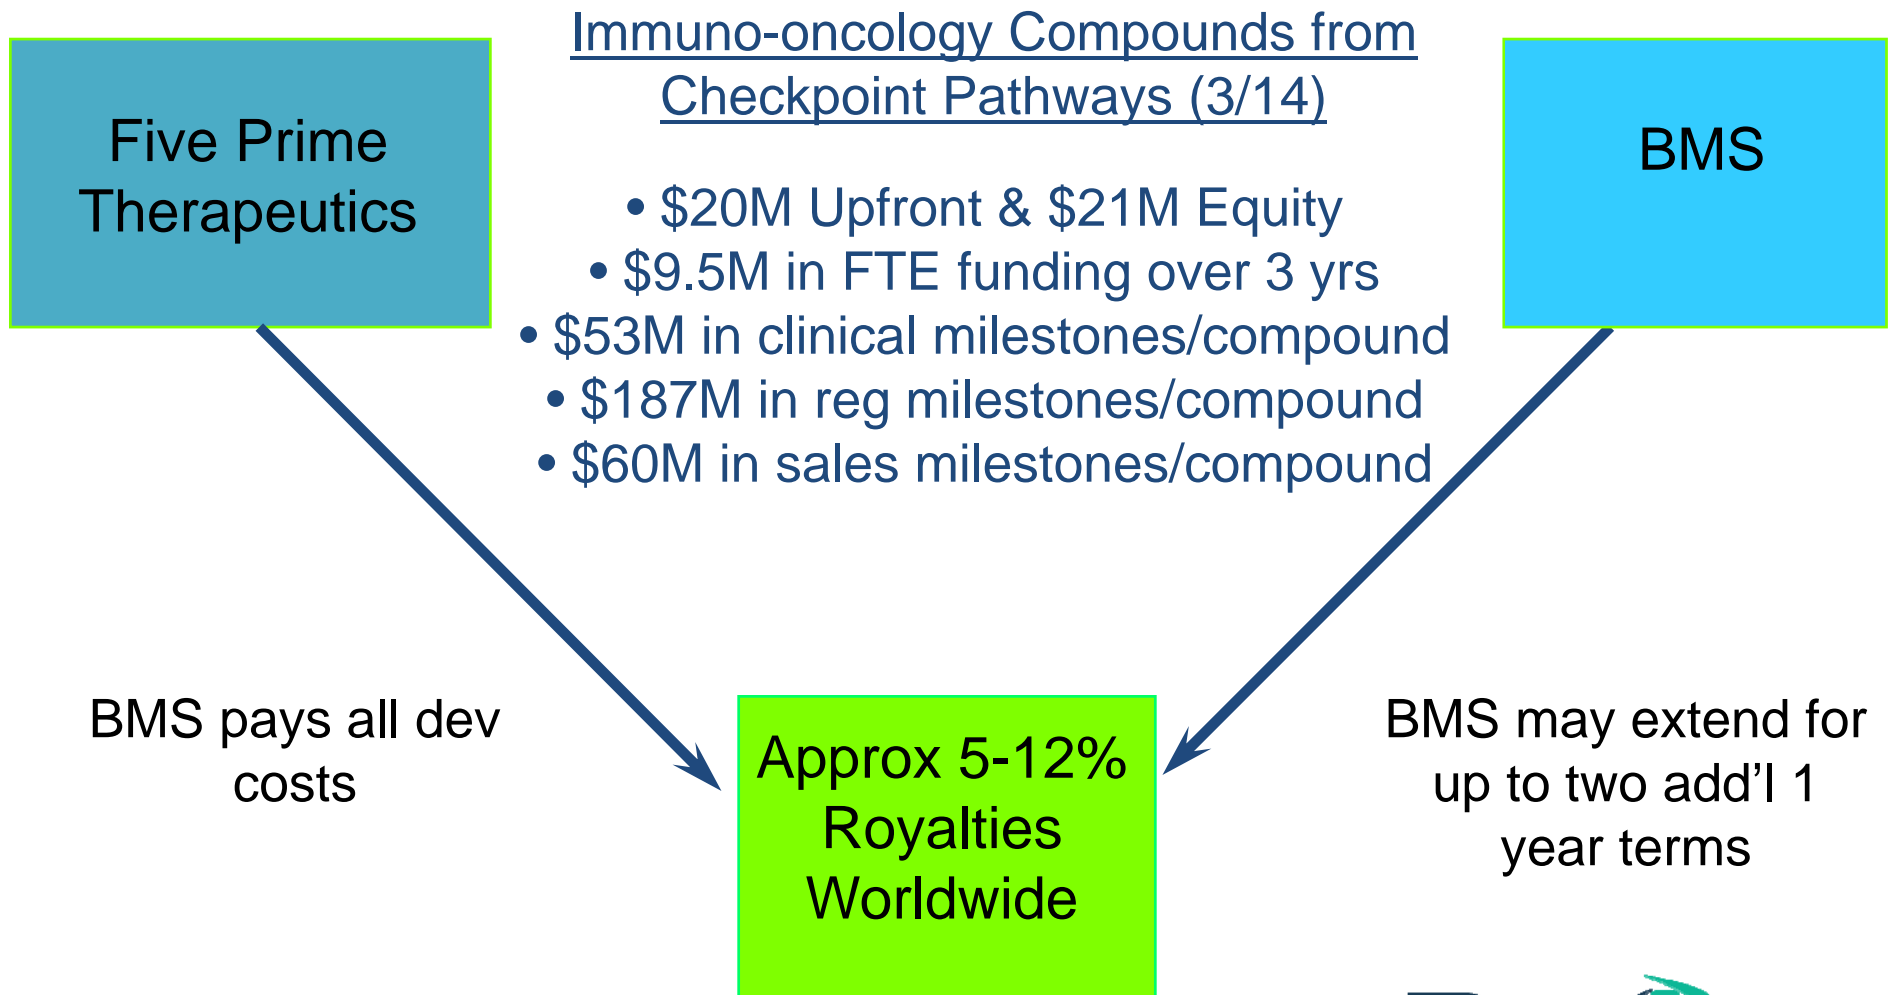 Immuno-oncology Compounds from
Checkpoint Pathways (3/14)
Five Prime
Therapeutics
BMS
• $20M Upfront & $21M Equity
• $9.5M in FTE funding over 3 yrs
• $53M in clinical milestones/compound
• $187M in reg milestones/compound
• $60M in sales milestones/compound
BMS pays all dev
costs
Approx 5-12%
Royalties
Worldwide
BMS may extend for
up to two add’l 1
year terms